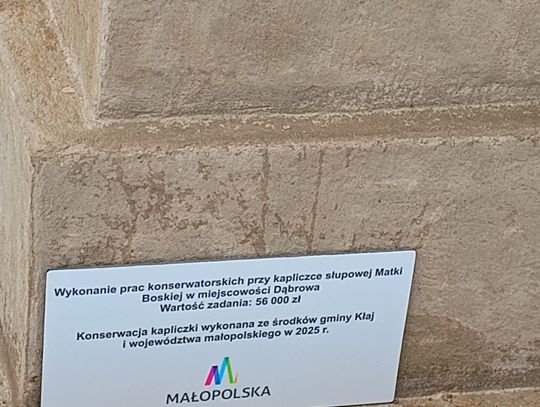 Wykonanie prac konserwatorskich przy kapliczce słupowej Matki
Boskiej w miejscowości Dąbrowa
Wartość zadania: 56 000 zł
Konserwacja kapliczki wykonana ze środków gminy Kłaj
i województwa małopolskiego w 2025 r.
MAŁOPOLSKA